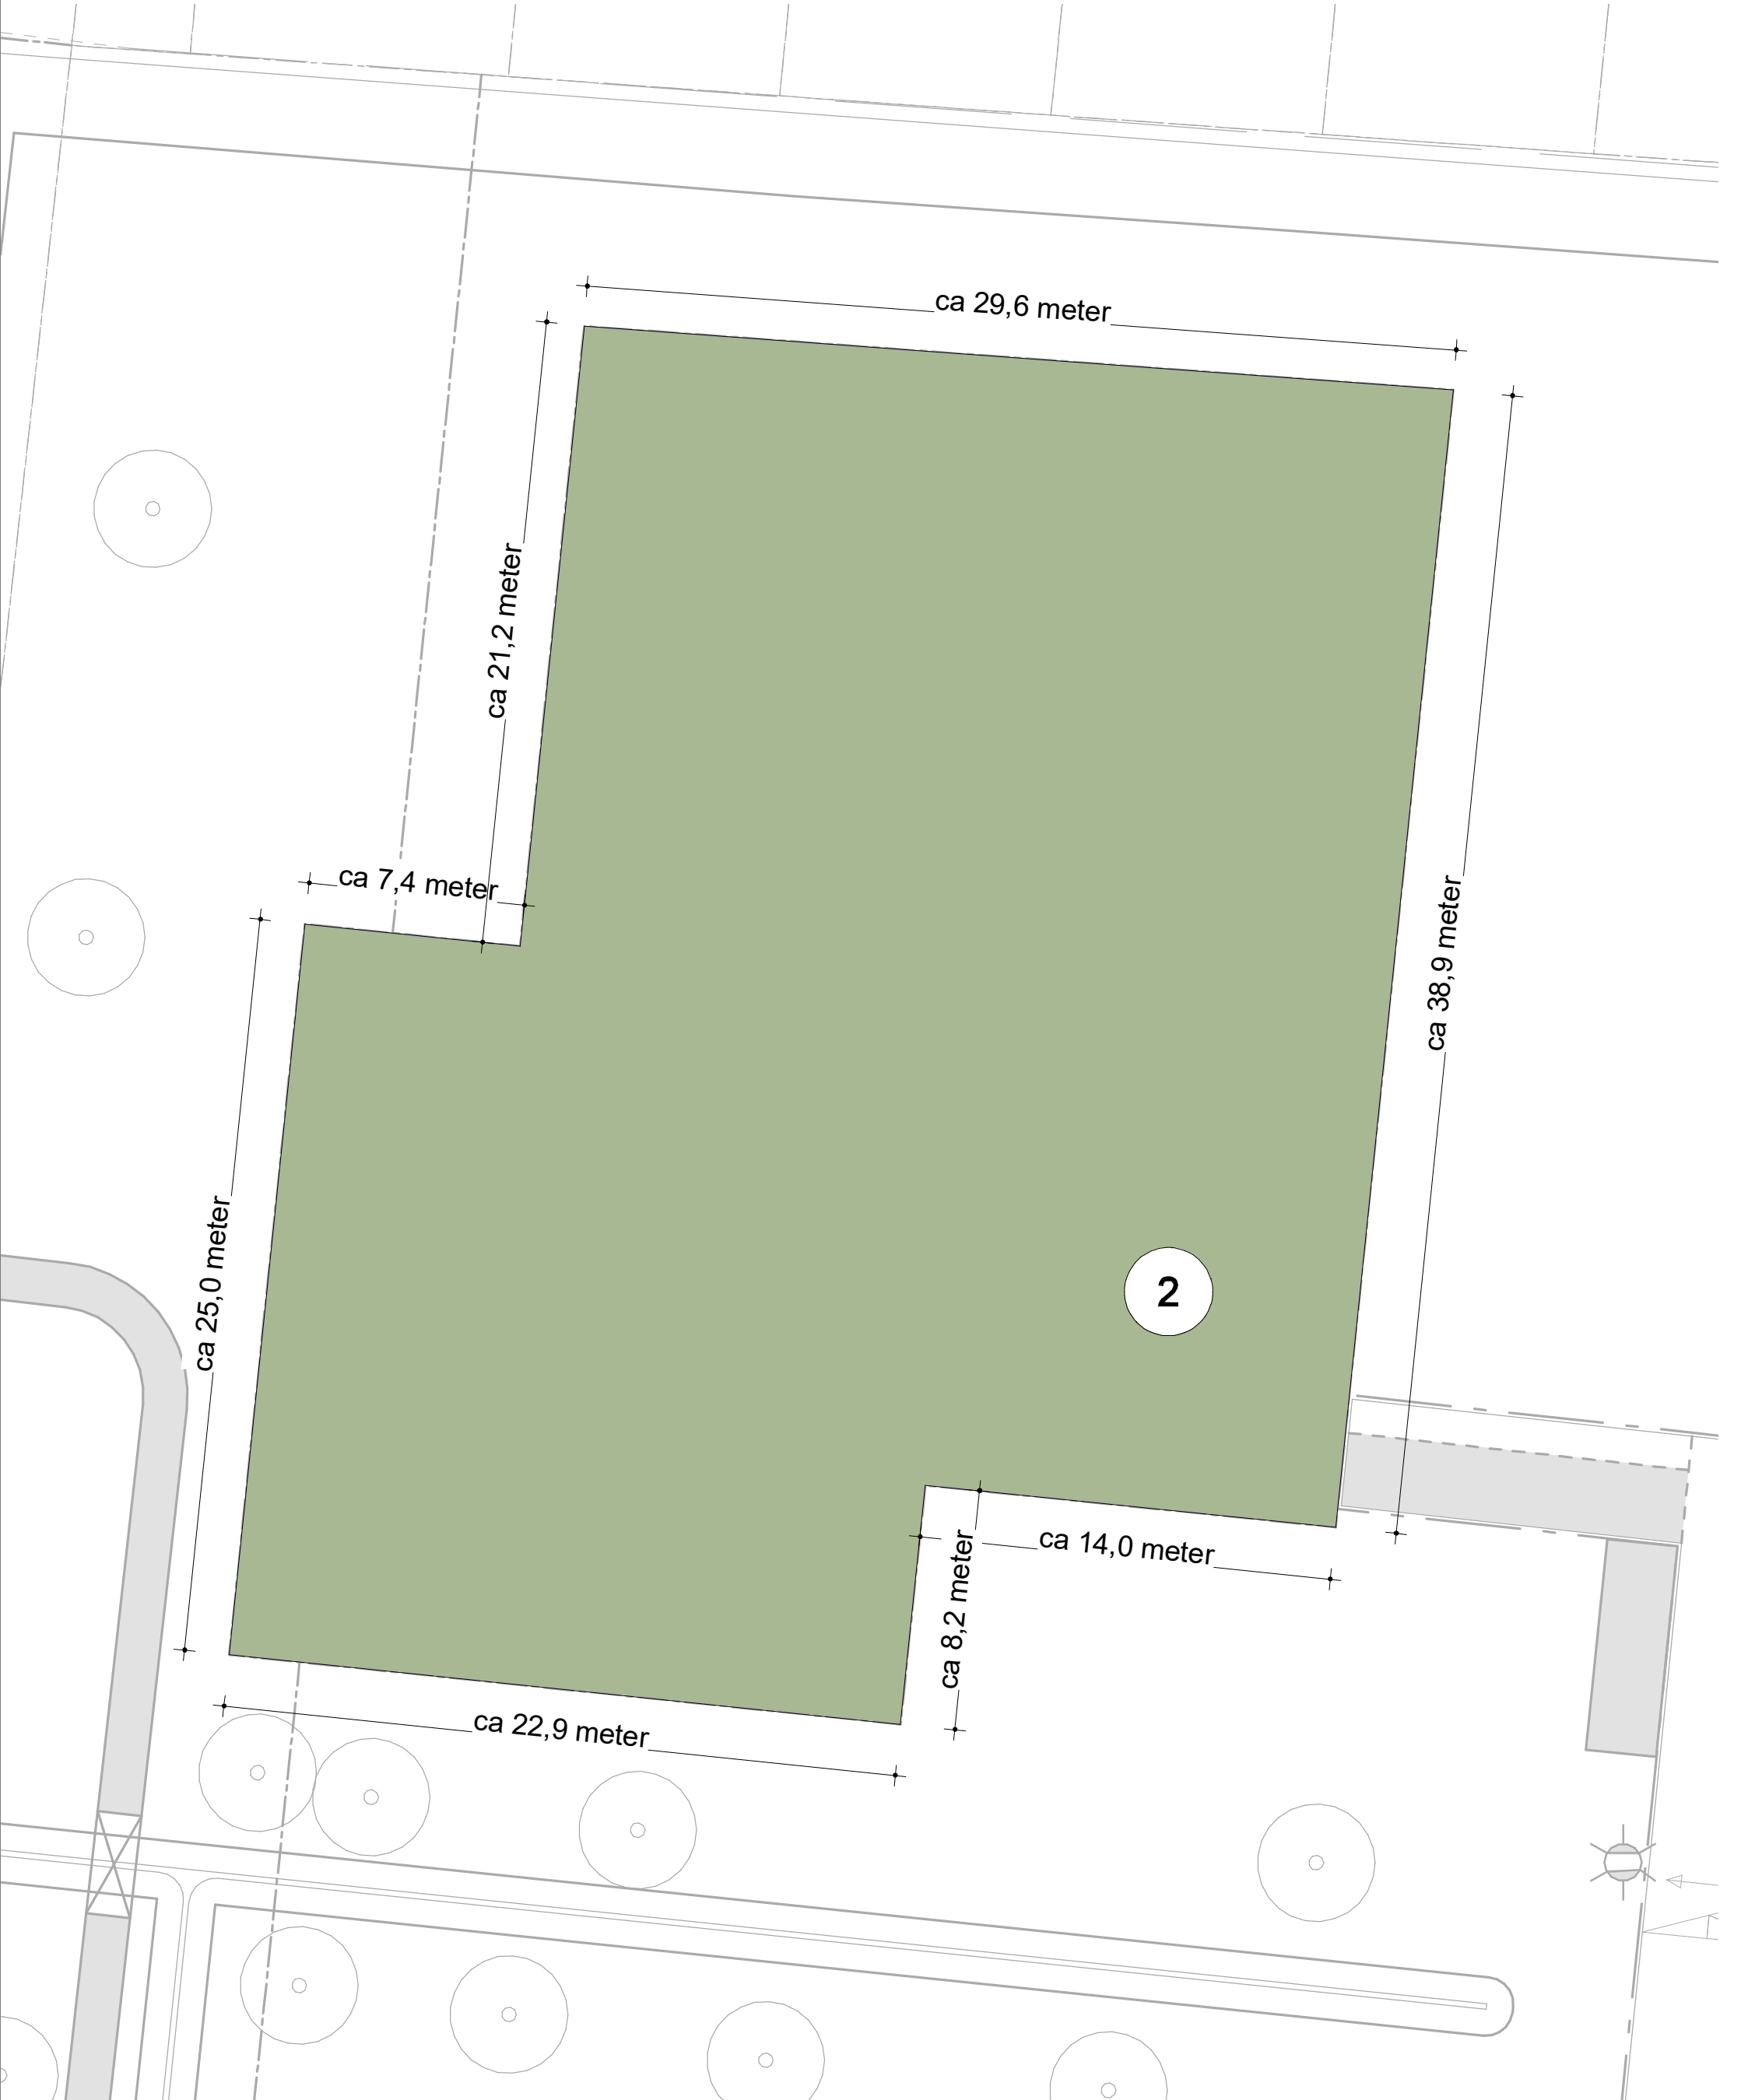 ca 29,6 meter
ca 21,2 meter
ca 7,4 meter
ca 38,9 meter
ca 25,0 meter
2
ca 14,0 meter
ca 8,2 meter
ca 22,9 meter